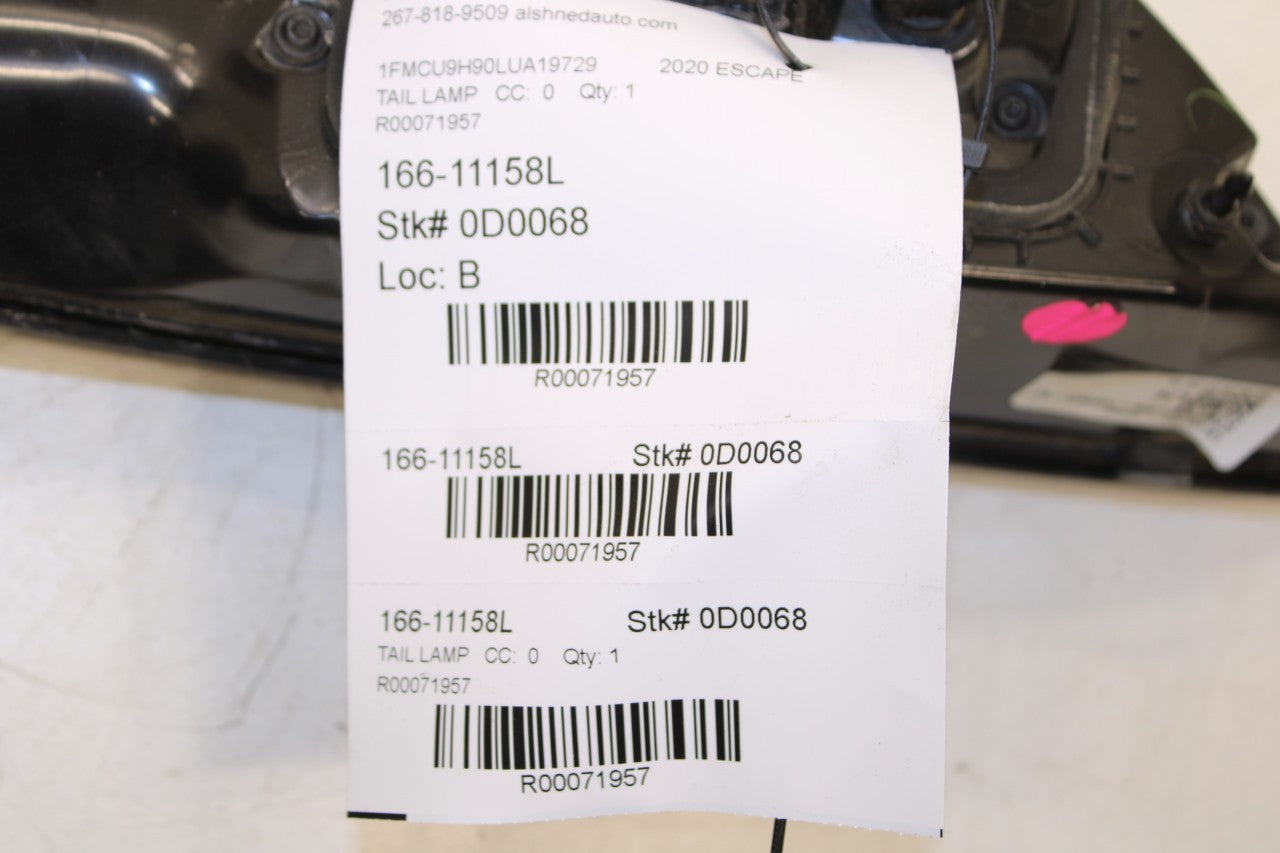 267-818-9509 alshnedauto.com
1FMCU9H90LUA19729 2020 ESCAPE
TAIL LAMP CC: 0 Qty: 1
R00071957
166-11158L
Stk# 0D0068
Loc: B
R00071957
166-11158L Stk# 0D0068
R00071957
166-11158L Stk# 0D0068
TAIL LAMP CC: 0 Qty: 1
R00071957
R00071957